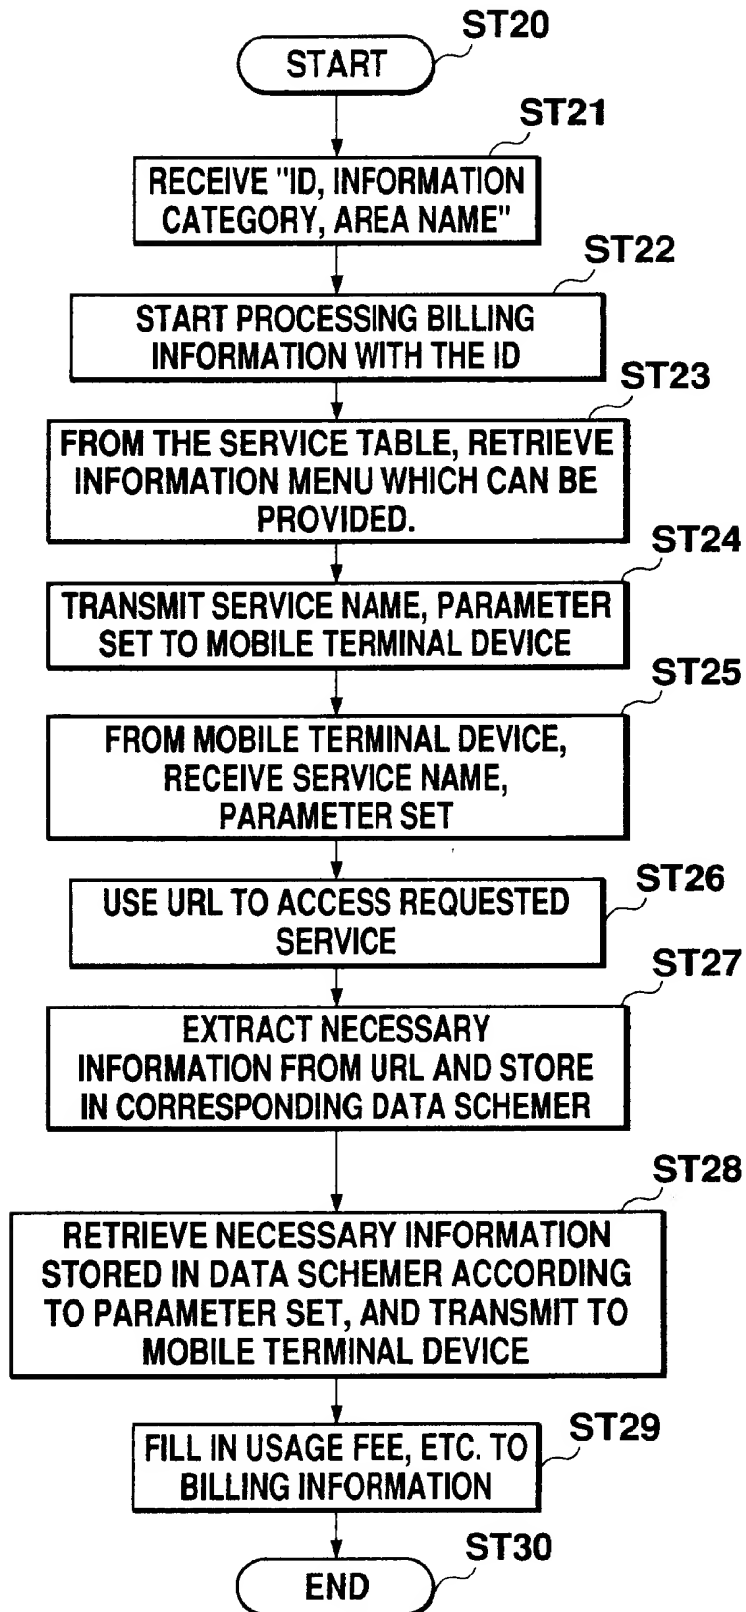 ST20
START
ST21
RECEIVE "ID, INFORMATION
CATEGORY, AREA NAME"
ST22
START PROCESSING BILLING
INFORMATION WITH THE ID
ST23
FROM THE SERVICE TABLE, RETRIEVE
INFORMATION MENU WHICH CAN BE
PROVIDED.
ST24
TRANSMIT SERVICE NAME, PARAMETER
SET TO MOBILE TERMINAL DEVICE
ST25
FROM MOBILE TERMINAL DEVICE,
RECEIVE SERVICE NAME,
PARAMETER SET
ST26
USE URL TO ACCESS REQUESTED
SERVICE
ST27
EXTRACT NECESSARY
INFORMATION FROM URL AND STORE
IN CORRESPONDING DATA SCHEMER
ST28
RETRIEVE NECESSARY INFORMATION
STORED IN DATA SCHEMER ACCORDING
TO PARAMETER SET, AND TRANSMIT TO
MOBILE TERMINAL DEVICE
ST29
FILL IN USAGE FEE, ETC. TO
BILLING INFORMATION
ST30
END